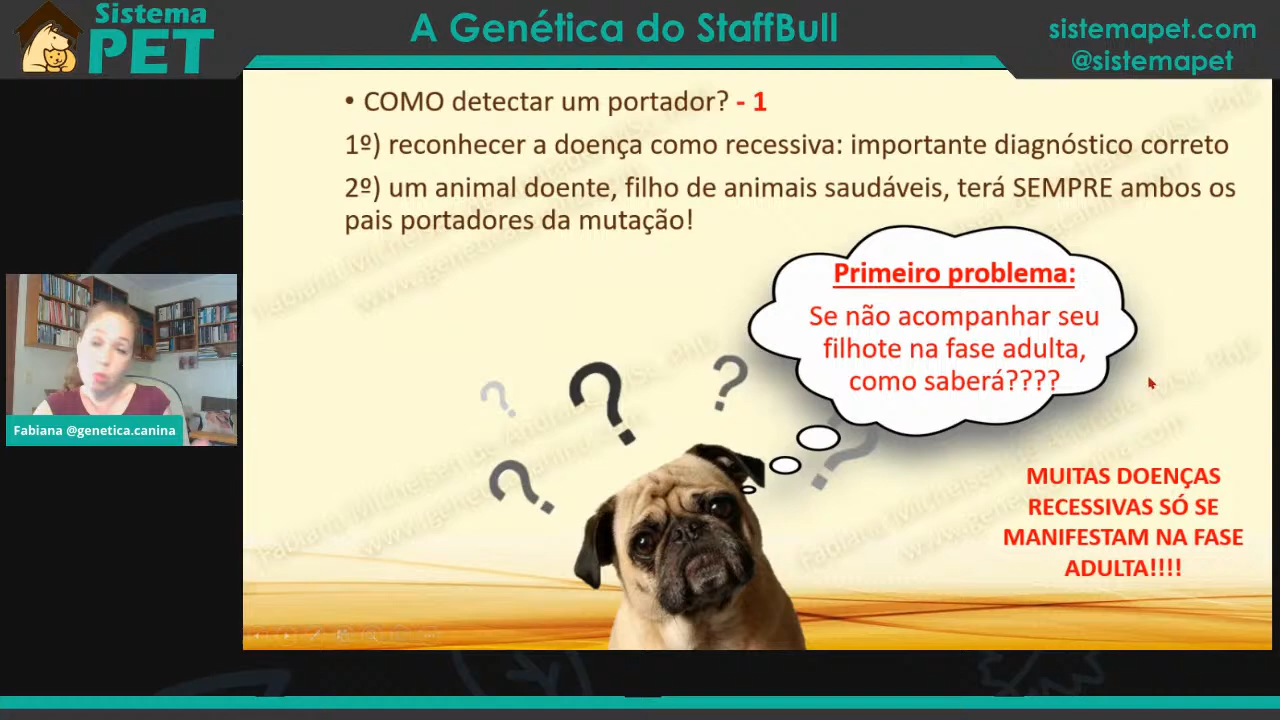 Sistema
PET
A Genética do StaffBull
sistemapet.com
@sistemapet
• COMO detectar um portador? - 1
1º) reconhecer a doença como recessiva: importante diagnóstico correto
2º) um animal doente, filho de animais saudáveis, terá SEMPRE ambos os
pais portadores da mutação!
Primeiro problema:
Se não acompanhar seu
filhote na fase adulta,
como saberá????
MUITAS DOENÇAS
RECESSIVAS SÓ SE
MANIFESTAM NA FASE
ADULTA!!!!
Fabiana @genetica.canina